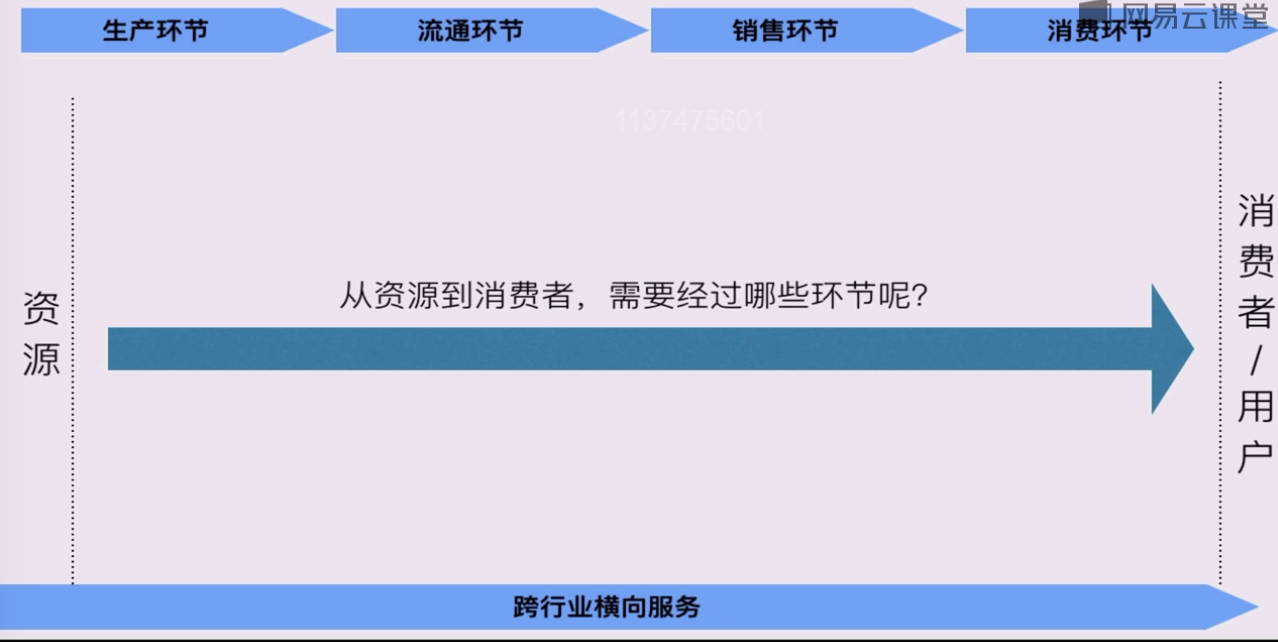 生产环节
流通环节
销售环节
消费环节
网易云课堂
1137475601
从资源到消费者，需要经过哪些环节呢？
资源
消费者/用户
跨行业横向服务